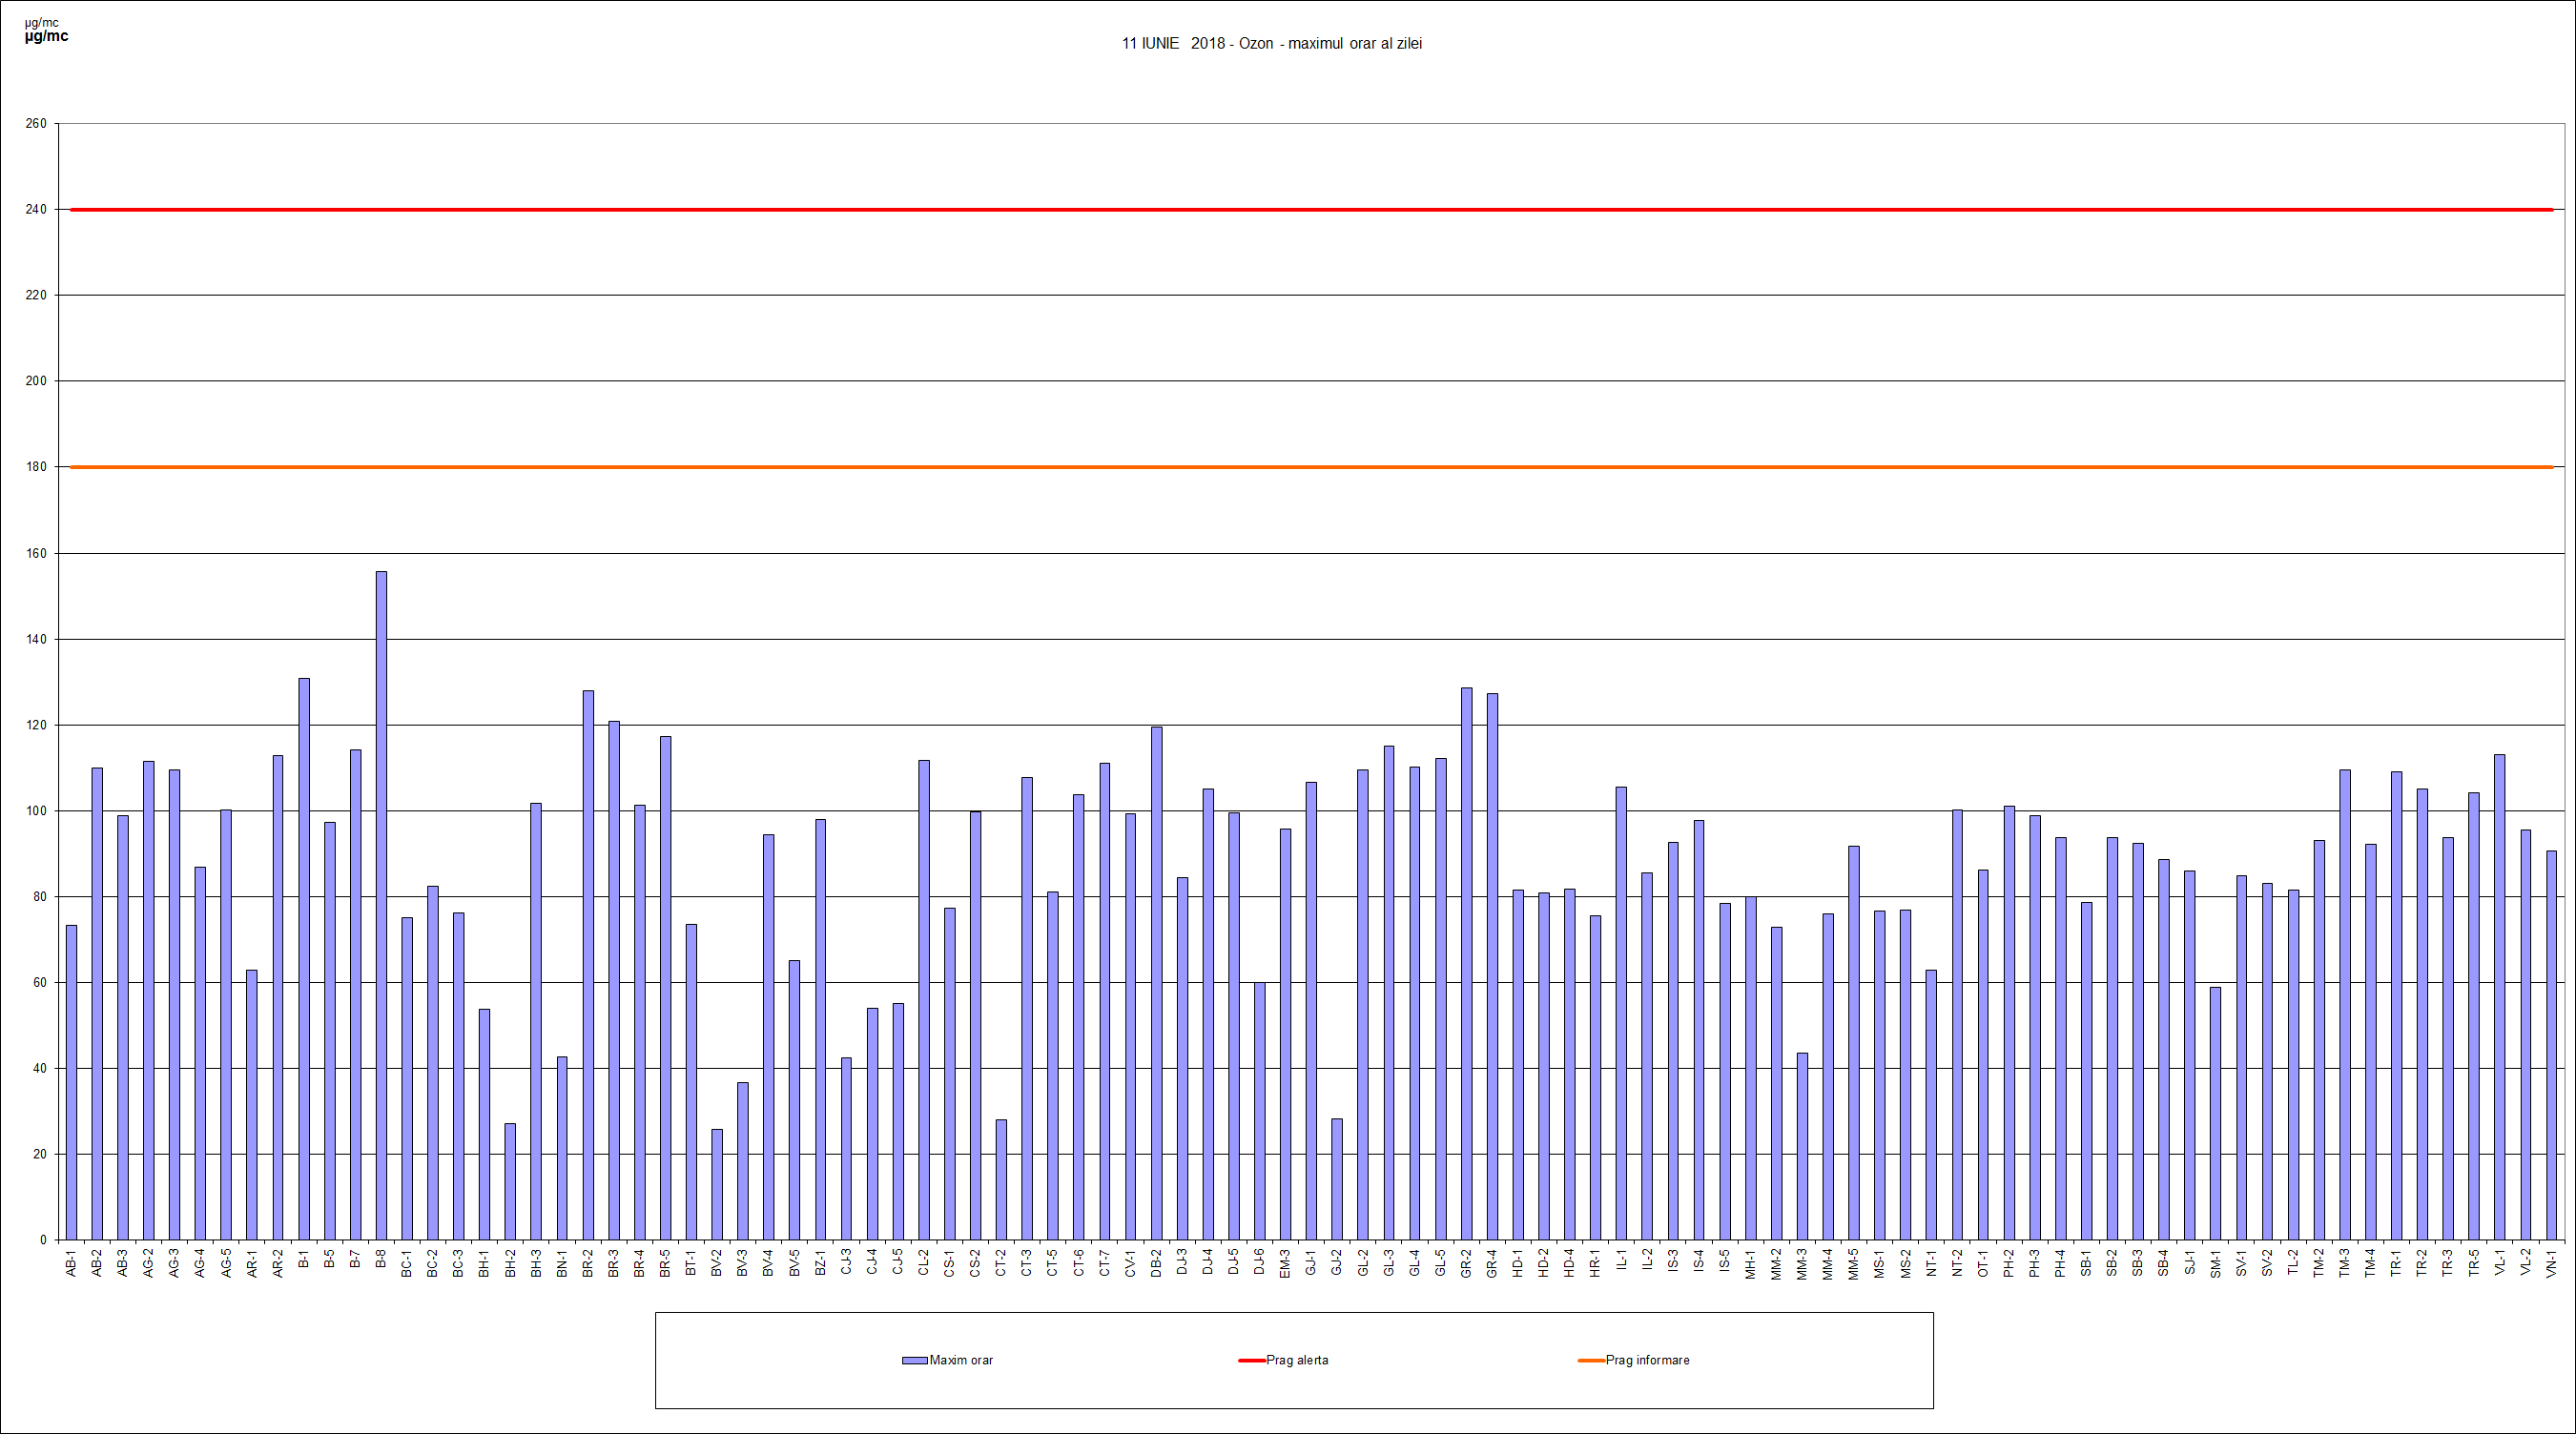 µg/mc
µg/mc
11 IUNIE 2018 - Ozon - maximul orar al zilei
260
240
220
200
180
160
140
120
100
80
60
40
20
0
AB-1 AB-2 AB-3 AG-2 AG-3 AG-4 AG-5 AR-1 AR-2 B-1 B-5 B-7 B-8 BC-1 BC-2 BC-3 BH-1 BH-2 BH-3 BN-1 BR-2 BR-3 BR-4 BR-5 BT-1 BV-2 BV-3 BV-4 BV-5 BZ-1 CJ-3 CJ-4 CJ-5 CL-2 CS-1 CS-2 CT-2 CT-3 CT-5 CT-6 CT-7 CV-1 DB-2 DJ-3 DJ-4 DJ-5 DJ-6 EM-3 GJ-1 GJ-2 GL-2 GL-3 GL-4 GL-5 GR-2 GR-4 HD-1 HD-2 HD-4 HR-1 IL-1 IL-2 IS-3 IS-4 IS-5 MH-1 MM-2 MM-3 MM-4 MM-5 MS-1 MS-2 NT-1 NT-2 OT-1 PH-2 PH-3 PH-4 SB-1 SB-2 SB-3 SB-4 SJ-1 SM-1 SV-1 SV-2 TL-2 TM-2 TM-3 TM-4 TR-1 TR-2 TR-3 TR-5 VL-1 VL-2 VN-1
Maxim orar Prag alerta Prag informare